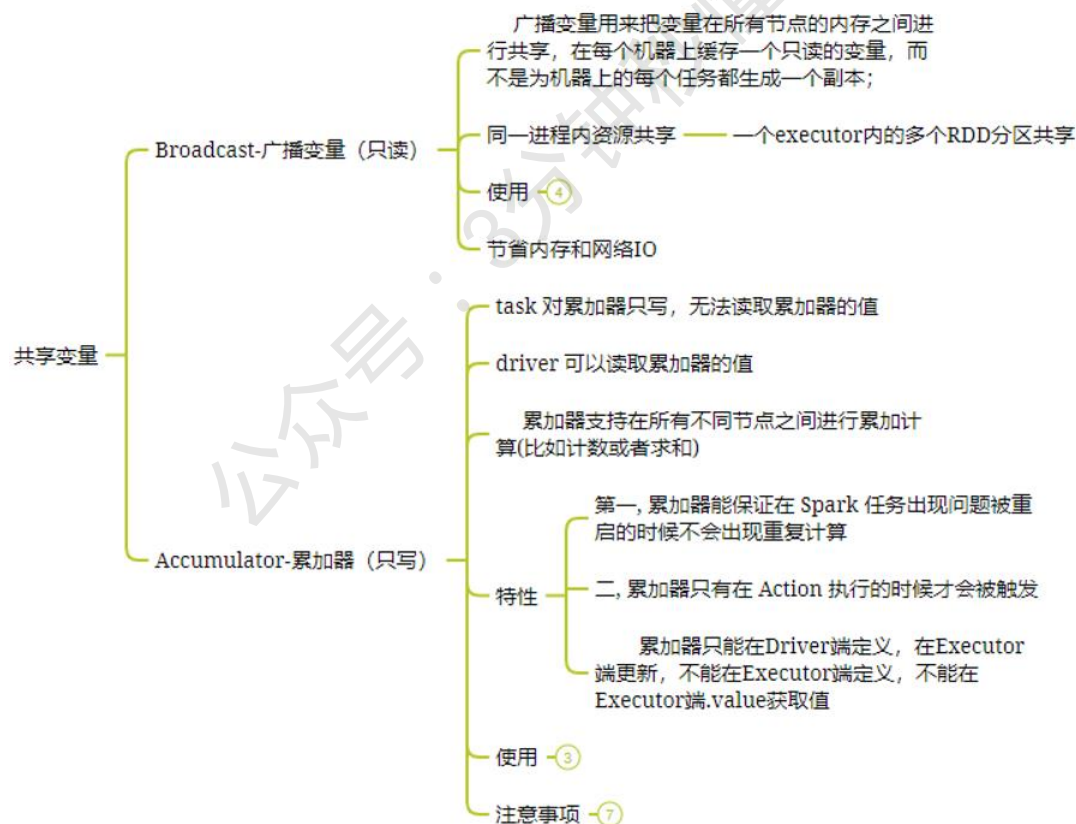 广播变量用来把变量在所有节点的内存之间进
行共享，在每个机器上缓存一个只读的变量，而
不是为机器上的每个任务都生成一个副本；
同一进程内资源共享
一个executor内的多个RDD分区共享
Broadcast-广播变量（只读）
使用
4
节省内存和网络IO
共享变量
task 对累加器只写，无法读取累加器的值
driver 可以读取累加器的值
累加器支持在所有不同节点之间进行累加计
算(比如计数或者求和)
Accumulator-累加器（只写）
特性
第一, 累加器能保证在 Spark 任务出现问题被重
启的时候不会出现重复计算
二, 累加器只有在 Action 执行的时候才会被触发
累加器只能在Driver端定义，在Executor
端更新，不能在Executor端定义，不能在
Executor端.value获取值
使用
3
注意事项
7
公众号：3分钟秒懂